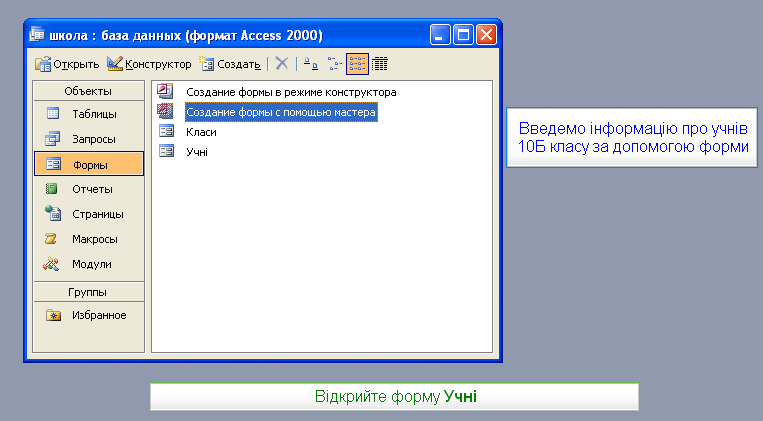 школа : база данных (формат Access 2000)
Открыть Конструктор Создать
Объекты
Таблицы
Запросы
Формы
Отчеты
Страницы
Макросы
Модули
Группы
Избранное
Создание формы в режиме конструктора
Создание формы с помощью мастера
Класи
Учні
Введемо інформацію про учнів
10Б класу за допомогою форми
Відкрийте форму Учні